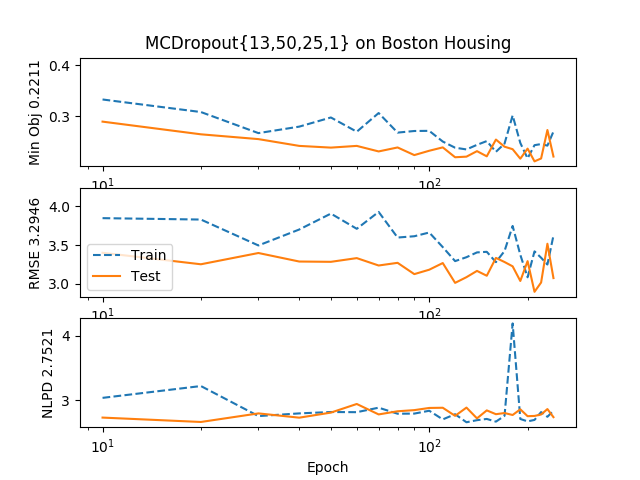 MCDropout{13,50,25,1} on Boston Housing
Min Obj 0.2211
0.4
0.3
10¹
10²
RMSE 3.2946
4.0
3.5
3.0
Train
Test
10¹
10²
NLPD 2.7521
4
3
10¹
10²
Epoch